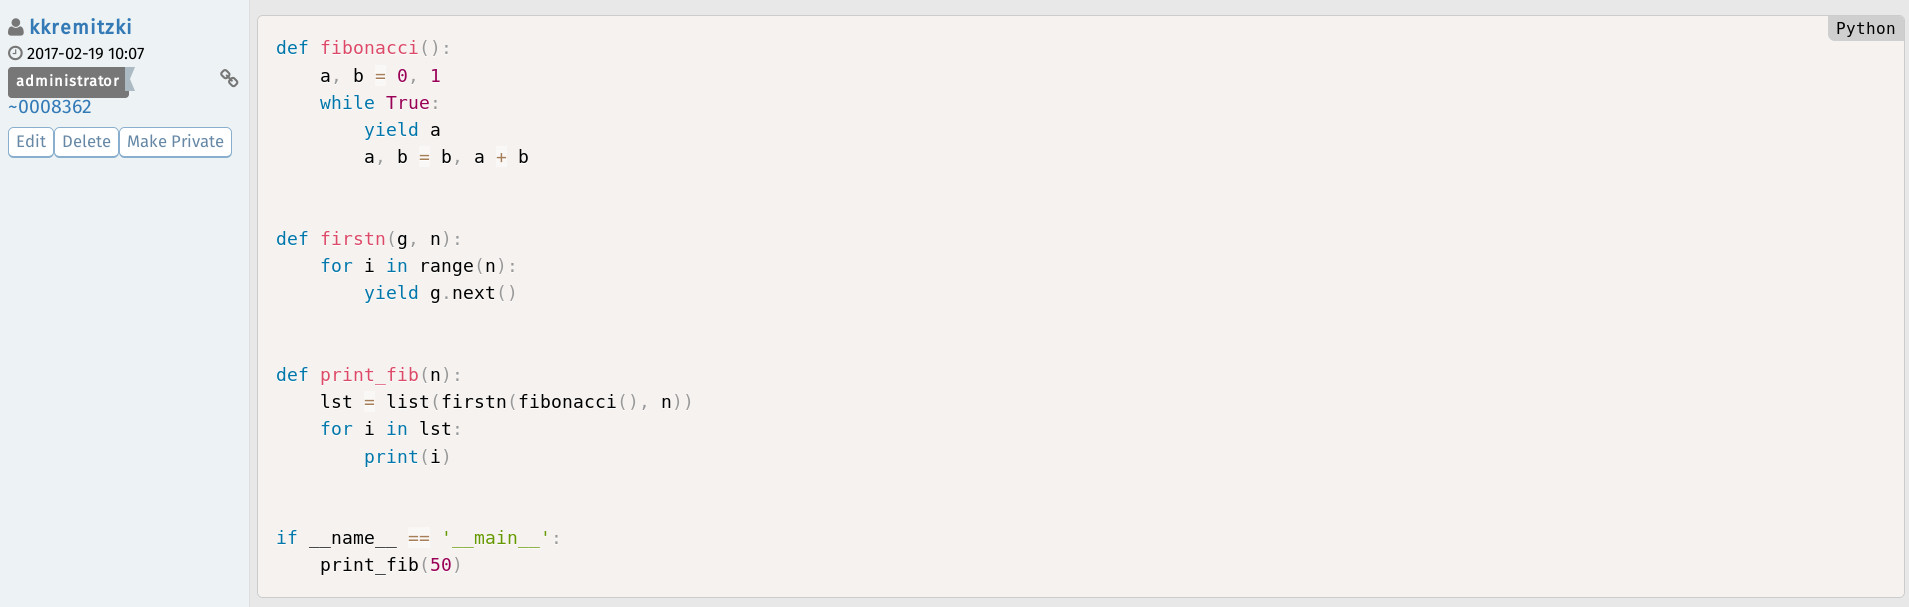 kkremitzki
2017-02-19 10:07
administrator
~0008362
Edit Delete Make Private
Python
def fibonacci():
    a, b = 0, 1
    while True:
        yield a
        a, b = b, a + b
def firstn(g, n):
    for i in range(n):
        yield g.next()
def print_fib(n):
    lst = list(firstn(fibonacci(), n))
    for i in lst:
        print(i)
if __name__ == '__main__':
    print_fib(50)